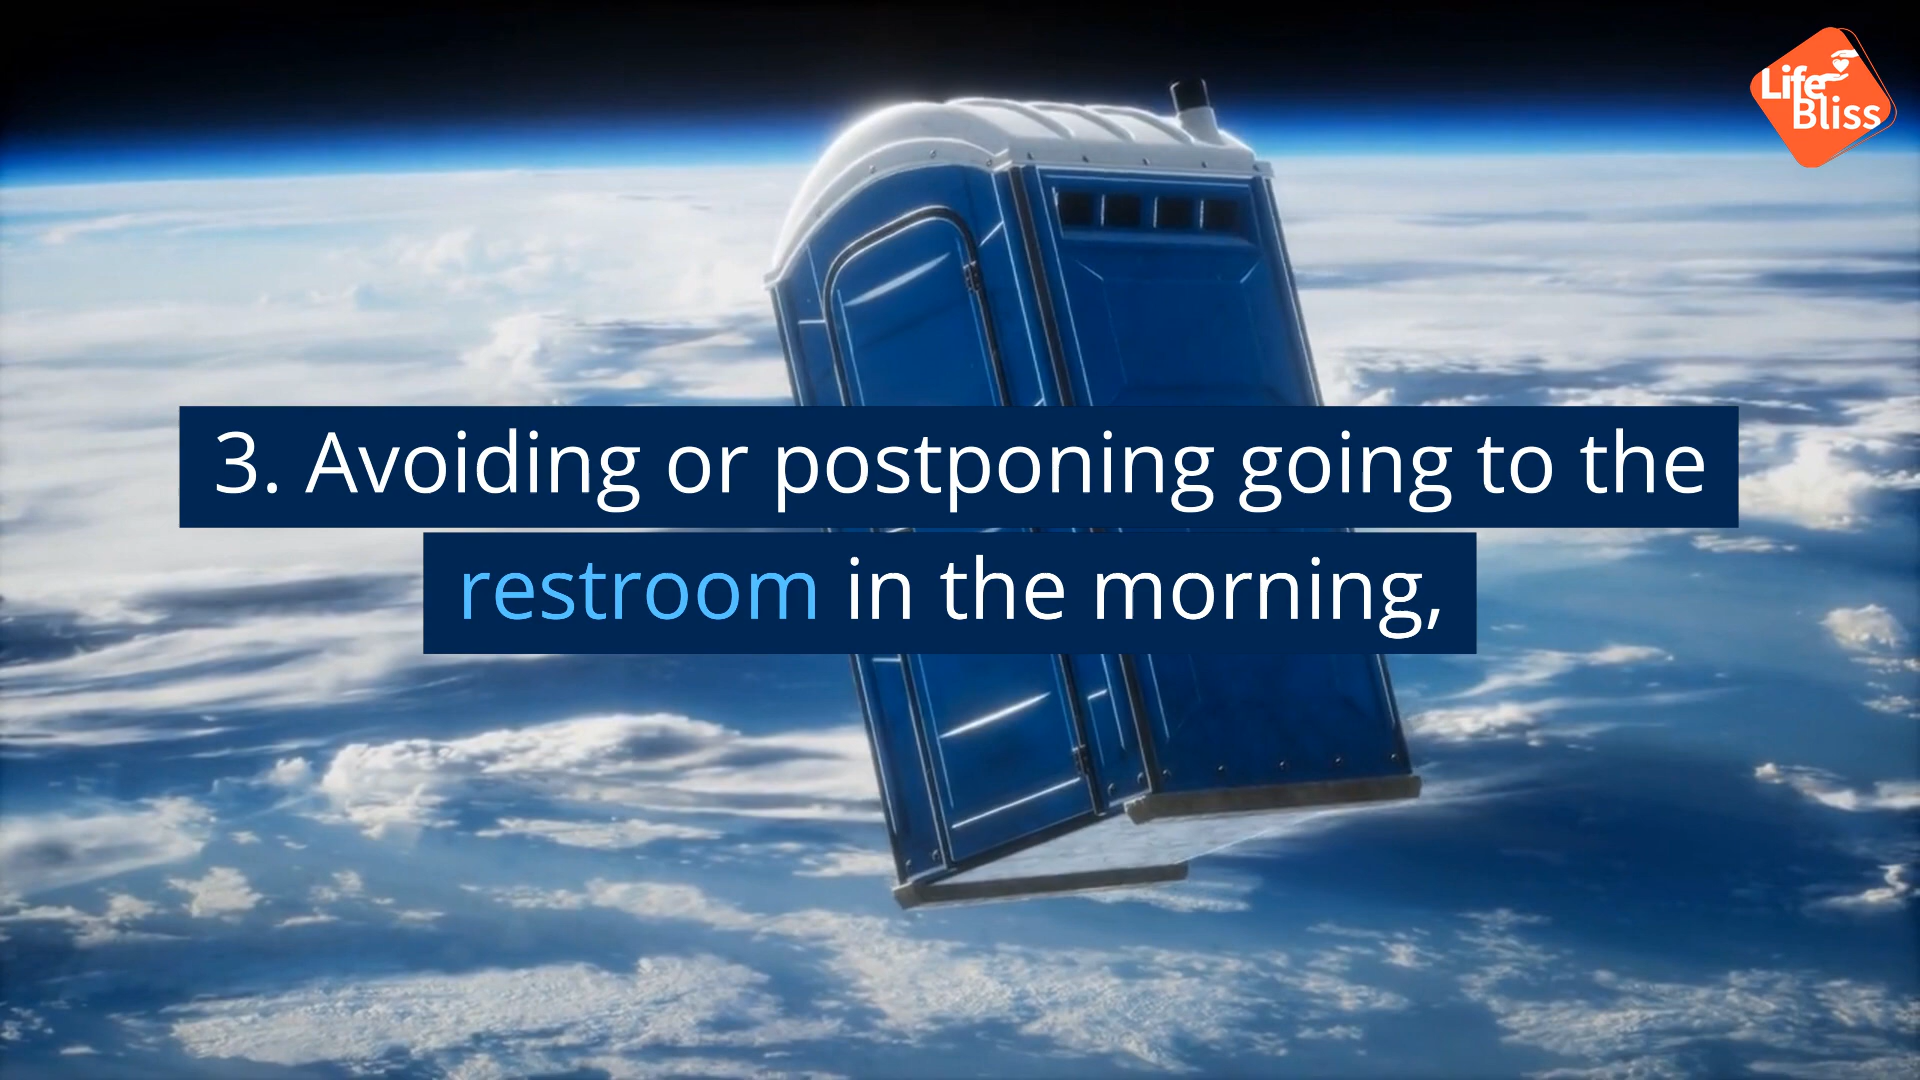 Life
Bliss
3. Avoiding or postponing going to the
restroom in the morning,